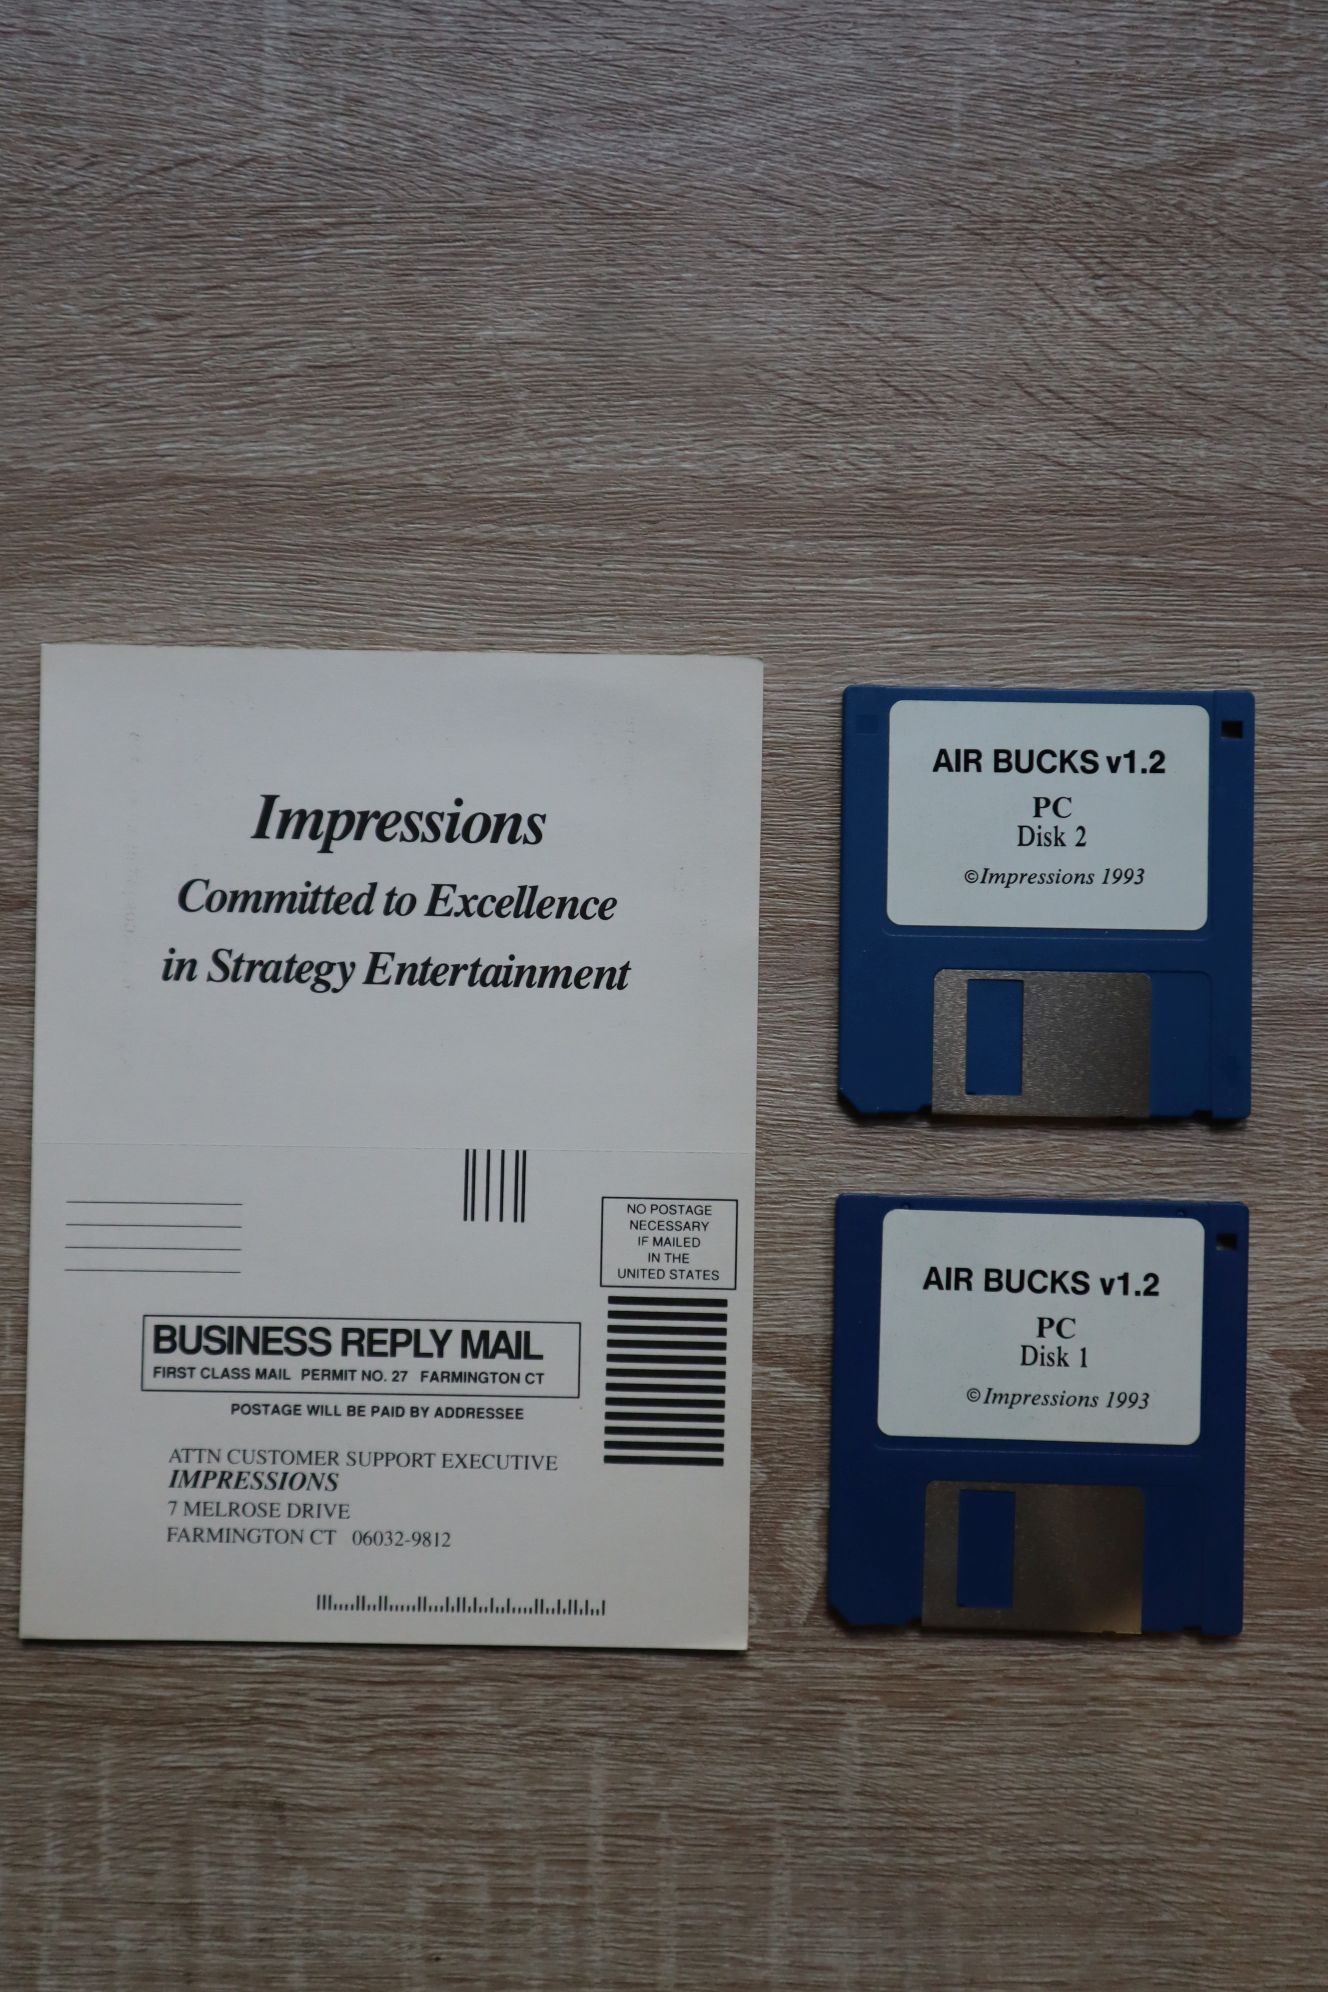 Impressions
Committed to Excellence
in Strategy Entertainment
NO POSTAGE
NECESSARY
IF MAILED
IN THE
UNITED STATES
BUSINESS REPLY MAIL
FIRST CLASS MAIL PERMIT NO. 27 FARMINGTON CT
POSTAGE WILL BE PAID BY ADDRESSEE
ATTN CUSTOMER SUPPORT EXECUTIVE
IMPRESSIONS
7 MELROSE DRIVE
FARMINGTON CT 06032-9812
AIR BUCKS v1.2
PC
Disk 2
©Impressions 1993
AIR BUCKS v1.2
PC
Disk 1
©Impressions 1993